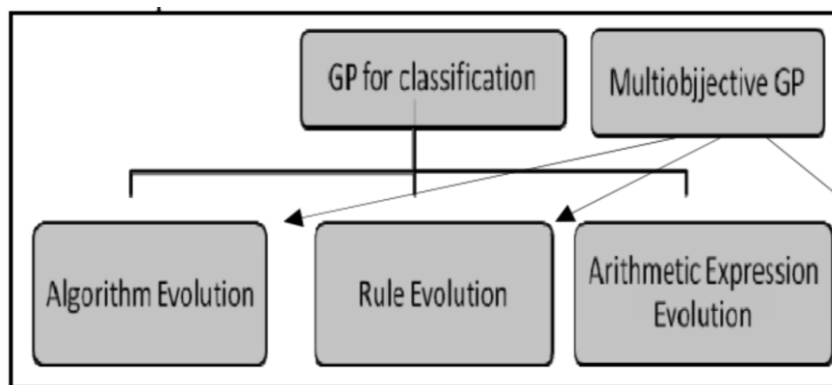 GP for classification
Multiobjjective GP
Algorithm Evolution
Rule Evolution
Arithmetic Expression
Evolution